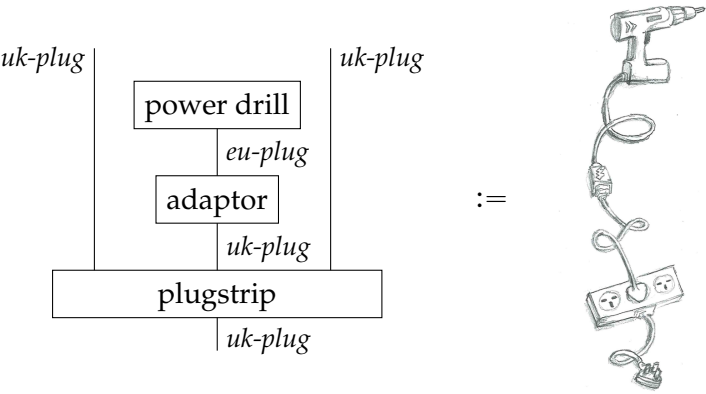 uk-plug
uk-plug
power drill
eu-plug
adaptor
:=
uk-plug
plugstrip
uk-plug